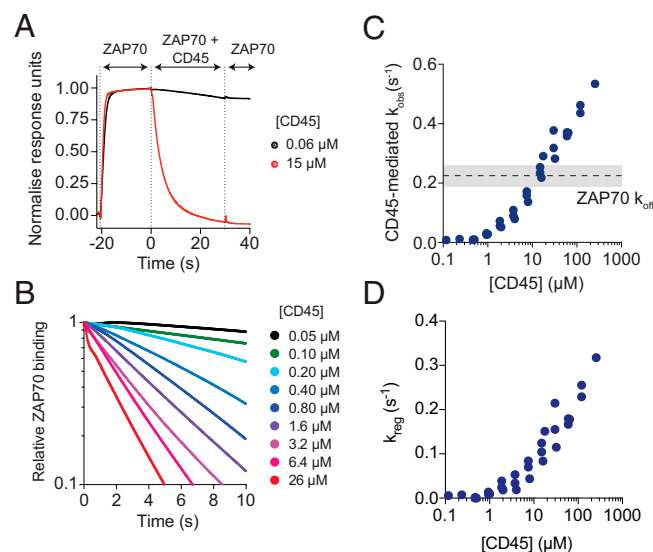 A
ZAP70
ZAP70 +
CD45
ZAP70
Normalise response units
1.00
0.75
0.50
0.25
0.00
-20
0
20
40
Time (s)
[CD45]
0.06 µM
15 µM
B
Relative ZAP70 binding
1
0.1
0
2
4
6
8
10
Time (s)
[CD45]
0.05 µM
0.10 µM
0.20 µM
0.40 µM
0.80 µM
1.6 µM
3.2 µM
6.4 µM
26 µM
C
CD45-mediated kobs(s-1)
0.6
0.4
0.2
0.0
ZAP70 koff
0.1
1
10
100
1000
[CD45] (µM)
D
kreg (s-1)
0.4
0.3
0.2
0.1
0.0
0.1
1
10
100
1000
[CD45] (µM)